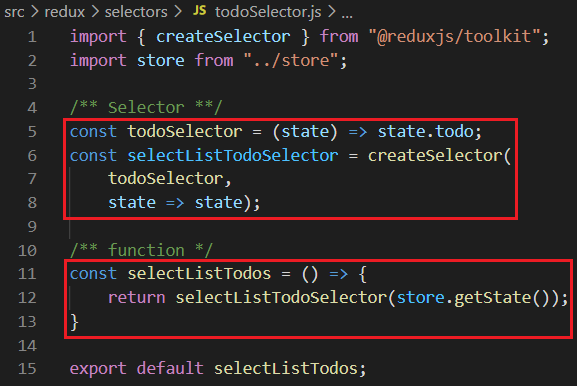 src > redux > selectors > JS todoSelector.js > ...
1 import { createSelector } from "@reduxjs/toolkit";
2 import store from "../store";
3
4 /** Selector **/
5 const todoSelector = (state) => state.todo;
6 const selectListTodoSelector = createSelector(
7     todoSelector,
8     state => state);
9
10 /** function */
11 const selectListTodos = () => {
12     return selectListTodoSelector(store.getState());
13 }
14
15 export default selectListTodos;